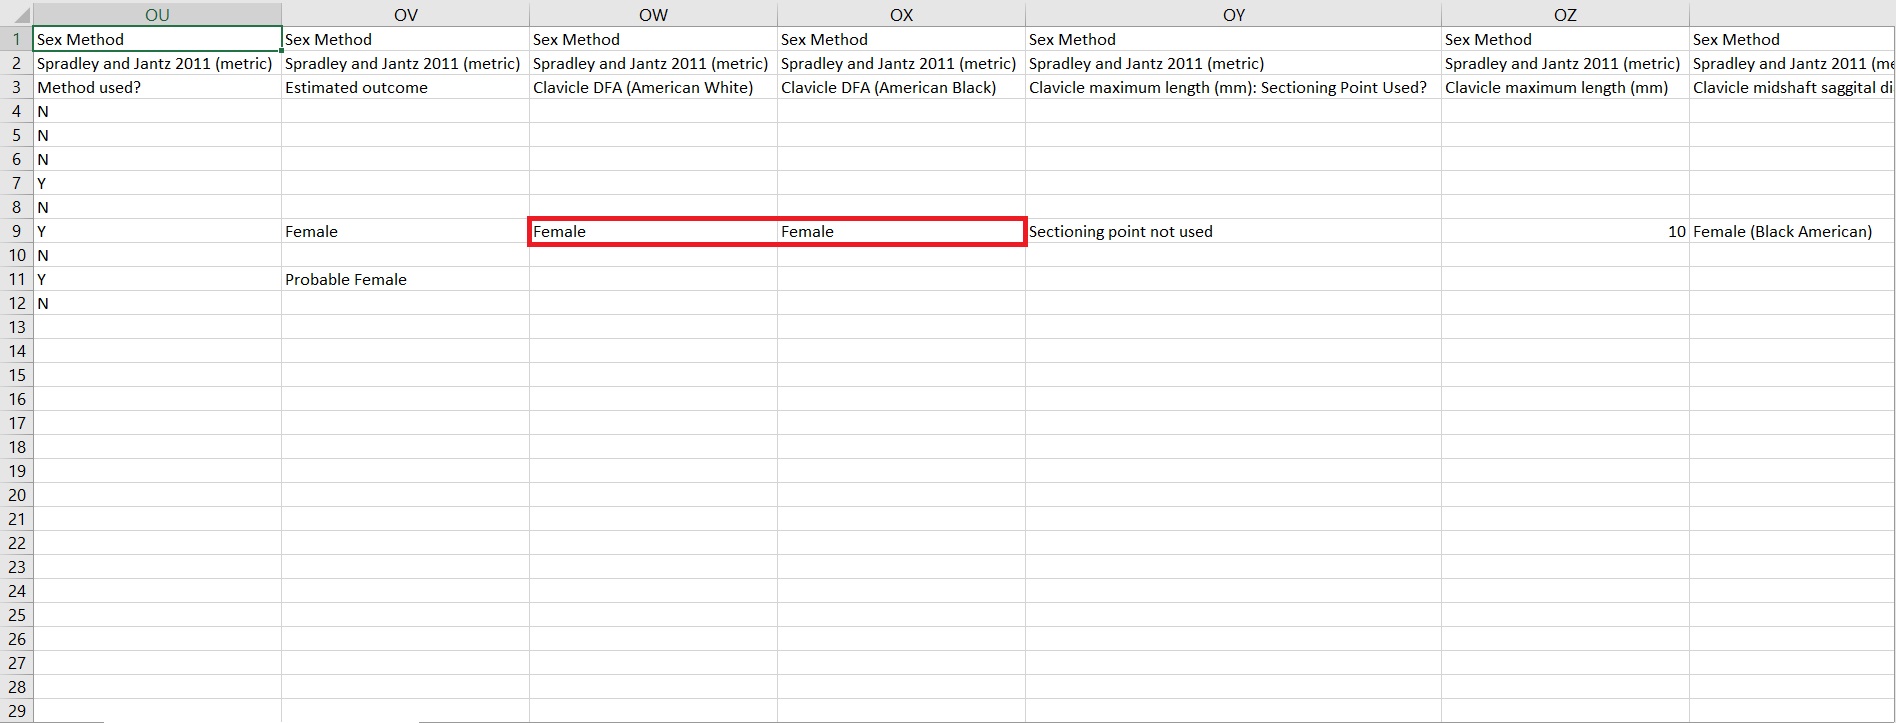 OU OV OW OX OY OZ
1 Sex Method Sex Method Sex Method Sex Method Sex Method Sex Method Sex Method
2 Spradley and Jantz 2011 (metric) Spradley and Jantz 2011 (metric) Spradley and Jantz 2011 (metric) Spradley and Jantz 2011 (metric) Spradley and Jantz 2011 (metric) Spradley and Jantz 2011 (metric) Spradley and Jantz 2011 (me
3 Method used? Estimated outcome Clavicle DFA (American White) Clavicle DFA (American Black) Clavicle maximum length (mm): Sectioning Point Used? Clavicle maximum length (mm) Clavicle midshaft saggital di
4 N
5 N
6 N
7 Y
8 N
9 Y Female Female Female Sectioning point not used 10 Female (Black American)
10 N
11 Y Probable Female
12 N
13
14
15
16
17
18
19
20
21
22
23
24
25
26
27
28
29